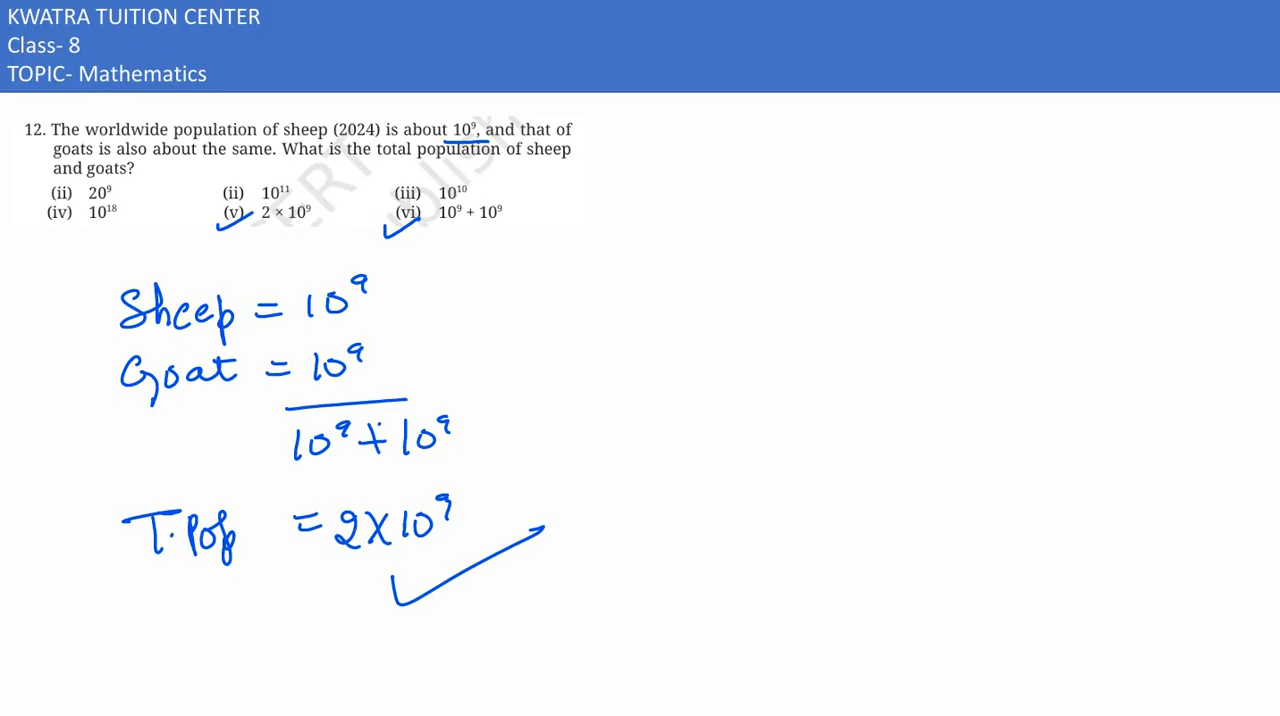 KWATRA TUITION CENTER
Class- 8
TOPIC- Mathematics
12. The worldwide population of sheep (2024) is about 10⁹, and that of
goats is also about the same. What is the total population of sheep
and goats?
(ii) 20⁹ (ii) 10¹¹ (iii) 10¹⁰
(iv) 10¹⁸ (v) 2 × 10⁹ (vi) 10⁹ + 10⁹
Sheep = 10⁹
Goat = 10⁹
10⁹ + 10⁹
T.Pop = 2 × 10⁹